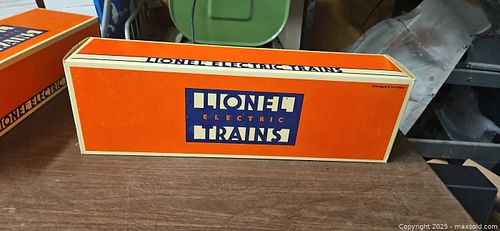 LIONEL ELECTRIC TRAINS
LIONEL ELECTRIC
LIONEL
ELECTRIC
TRAINS
Copyright 2025 - maxsold.com